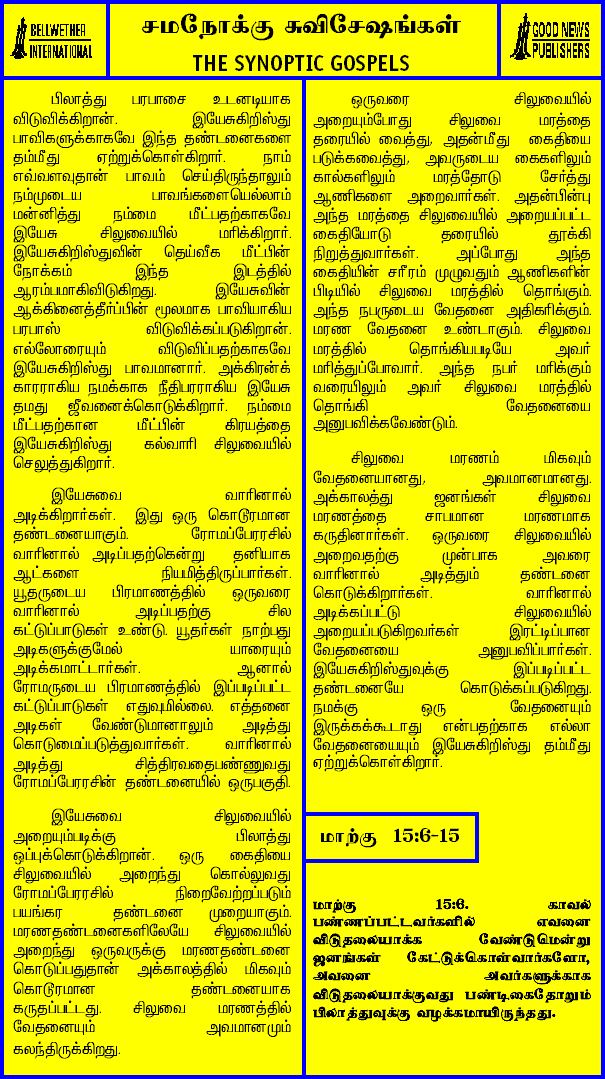 BELLWETHER
INTERNATIONAL
சமநோக்கு சுவிசேஷங்கள்
THE SYNOPTIC GOSPELS
GOOD NEWS
PUBLISHERS
பிலாத்து பரபாசை உடனடியாக
விடுவிக்கிறான். இயேசுகிறிஸ்து
பாவிகளுக்காகவே இந்த தண்டனைகளை
தம்மீது ஏற்றுக்கொள்கிறார். நாம்
எவ்வளவுதான் பாவம் செய்திருந்தாலும்
நம்முடைய பாவங்களையெல்லாம்
மன்னித்து நம்மை மீட்பதற்காகவே
இயேசு சிலுவையில் மரிக்கிறார்.
இயேசுகிறிஸ்துவின் தெய்வீக மீட்பின்
நோக்கம் இந்த இடத்தில்
ஆரம்பமாகிவிடுகிறது. இயேசுவின்
ஆக்கினைத்தீர்ப்பின் மூலமாக பாவியாகிய
பரபாஸ் விடுவிக்கப்படுகிறான்.
எல்லோரையும் விடுவிப்பதற்காகவே
இயேசுகிறிஸ்து பாவமானார். அக்கிரன்க்
காரராகிய நமக்காக நீதிபரராகிய இயேசு
தமது ஜீவனைக்கொடுக்கிறார். நம்மை
மீட்பதற்கான மீட்பின் கிரயத்தை
இயேசுகிறிஸ்து கல்வாரி சிலுவையில்
செலுத்துகிறார்.
இயேசுவை வாரினால்
அடிக்கிறார்கள். இது ஒரு கொடூரமான
தண்டனையாகும். ரோமப்பேரரசில்
வாரினால் அடிப்பதற்கென்று தனியாக
ஆட்களை நியமித்திருப்பார்கள்.
யூதருடைய பிரமாணத்தில் ஒருவரை
வாரினால் அடிப்பதற்கு சில
கட்டுப்பாடுகள் உண்டு. யூதர்கள் நாற்பது
அடிகளுக்குமேல் யாரையும்
அடிக்கமாட்டார்கள். ஆனால்
ரோமருடைய பிரமாணத்தில் இப்படிப்பட்ட
கட்டுப்பாடுகள் எதுவுமில்லை. எத்தனை
அடிகள் வேண்டுமானாலும் அடித்து
கொடுமைப்படுத்துவார்கள். வாரினால்
அடித்து சித்திரவதைபண்ணுவது
ரோமப்பேரரசின் தண்டனையில் ஒருபகுதி.
இயேசுவை சிலுவையில்
அறையும்படிக்கு பிலாத்து
ஒப்புக்கொடுக்கிறான். ஒரு கைதியை
சிலுவையில் அறைந்து கொல்லுவது
ரோமப்பேரரசில் நிறைவேற்றப்படும்
பயங்கர தண்டனை முறையாகும்.
மரணதண்டனைகளிலேயே சிலுவையில்
அறைந்து ஒருவருக்கு மரணதண்டனை
கொடுப்பதுதான் அக்காலத்தில் மிகவும்
கொடூரமான தண்டனையாக
கருதப்பட்டது. சிலுவை மரணத்தில்
வேதனையும் அவமானமும்
கலந்திருக்கிறது.
ஒருவரை சிலுவையில்
அறையும்போது சிலுவை மரத்தை
தரையில் வைத்து, அதன்மீது கைதியை
படுக்கவைத்து, அவருடைய கைகளிலும்
கால்களிலும் மரத்தோடு சேர்த்து
ஆணிகளை அறைவார்கள். அதன்பின்பு
அந்த மரத்தை சிலுவையில் அறையப்பட்ட
கைதியோடு தரையில் தூக்கி
நிறுத்துவார்கள். அப்போது அந்த
கைதியின் சரீரம் முழுவதும் ஆணிகளின்
பிடியில் சிலுவை மரத்தில் தொங்கும்.
அந்த நபருடைய வேதனை அதிகரிக்கும்.
மரண வேதனை உண்டாகும். சிலுவை
மரத்தில் தொங்கியபடியே அவர்
மரித்துப்போவார். அந்த நபர் மரிக்கும்
வரையிலும் அவர் சிலுவை மரத்தில்
தொங்கி வேதனையை
அனுபவிக்கவேண்டும்.
சிலுவை மரணம் மிகவும்
வேதனையானது, அவமானமானது.
அக்காலத்து ஜனங்கள் சிலுவை
மரணத்தை சாபமான மரணமாக
கருதினார்கள். ஒருவரை சிலுவையில்
அறைவதற்கு முன்பாக அவரை
வாரினால் அடித்தும் தண்டனை
கொடுக்கிறார்கள். வாரினால்
அடிக்கப்பட்டு சிலுவையில்
அறையப்படுகிறவர்கள் இரட்டிப்பான
வேதனையை அனுபவிப்பார்கள்.
இயேசுகிறிஸ்துவுக்கு இப்படிப்பட்ட
தண்டனையே கொடுக்கப்படுகிறது.
நமக்கு ஒரு வேதனையும்
இருக்கக்கூடாது என்பதற்காக எல்லா
வேதனையையும் இயேசுகிறிஸ்து தம்மீது
ஏற்றுக்கொள்கிறார்.
மாற்கு 15:6-15
மாற்கு 15:6. காவல்
பண்ணப்பட்டவர்களில் எவனை
விடுதலையாக்க வேண்டுமென்று
ஜனங்கள் கேட்டுக்கொள்வார்களோ,
அவனை அவர்களுக்காக
விடுதலையாக்குவது பண்டிகைதோறும்
பிலாத்துவுக்கு வழக்கமாயிருந்தது.